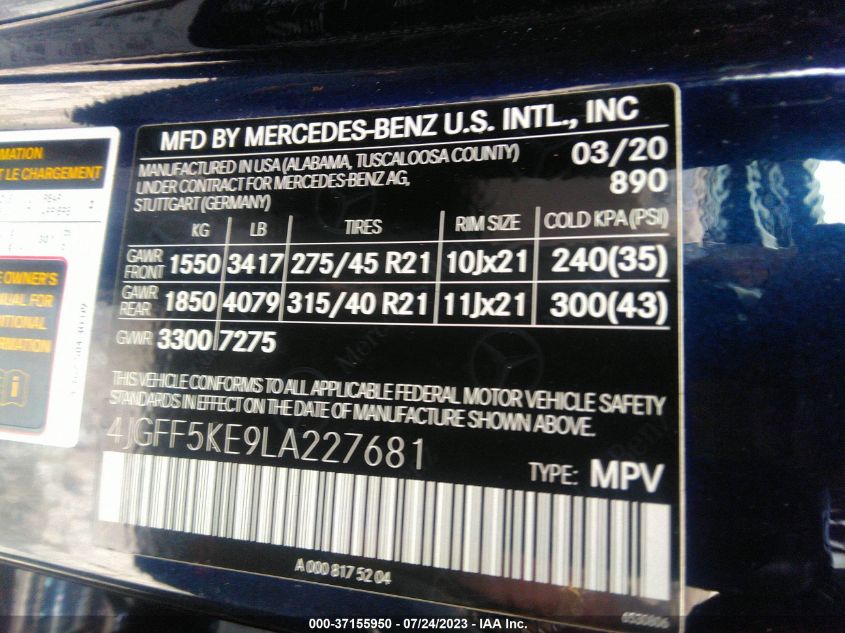 MFD BY MERCEDES-BENZ U.S. INTL., INC
MANUFACTURED IN USA (ALABAMA, TUSCALOOSA COUNTY) 03/20
UNDER CONTRACT FOR MERCEDES-BENZ AG, 890
STUTTGART (GERMANY)
KG LB TIRES RIM SIZE COLD KPA (PSI)
GAWR FRONT 1550 3417 275/45 R21 10Jx21 240(35)
GAWR REAR 1850 4079 315/40 R21 11Jx21 300(43)
GVWR 3300 7275
THIS VEHICLE CONFORMS TO ALL APPLICABLE FEDERAL MOTOR VEHICLE SAFETY
STANDARDS IN EFFECT ON THE DATE OF MANUFACTURE SHOWN ABOVE.
4JGFF5KE9LA227681
TYPE: MPV
A 000 817 52 04
6530806
LE CHARGEMENT
REAR
OWNER'S
FOR
000-37155950 - 07/24/2023 - IAA Inc.